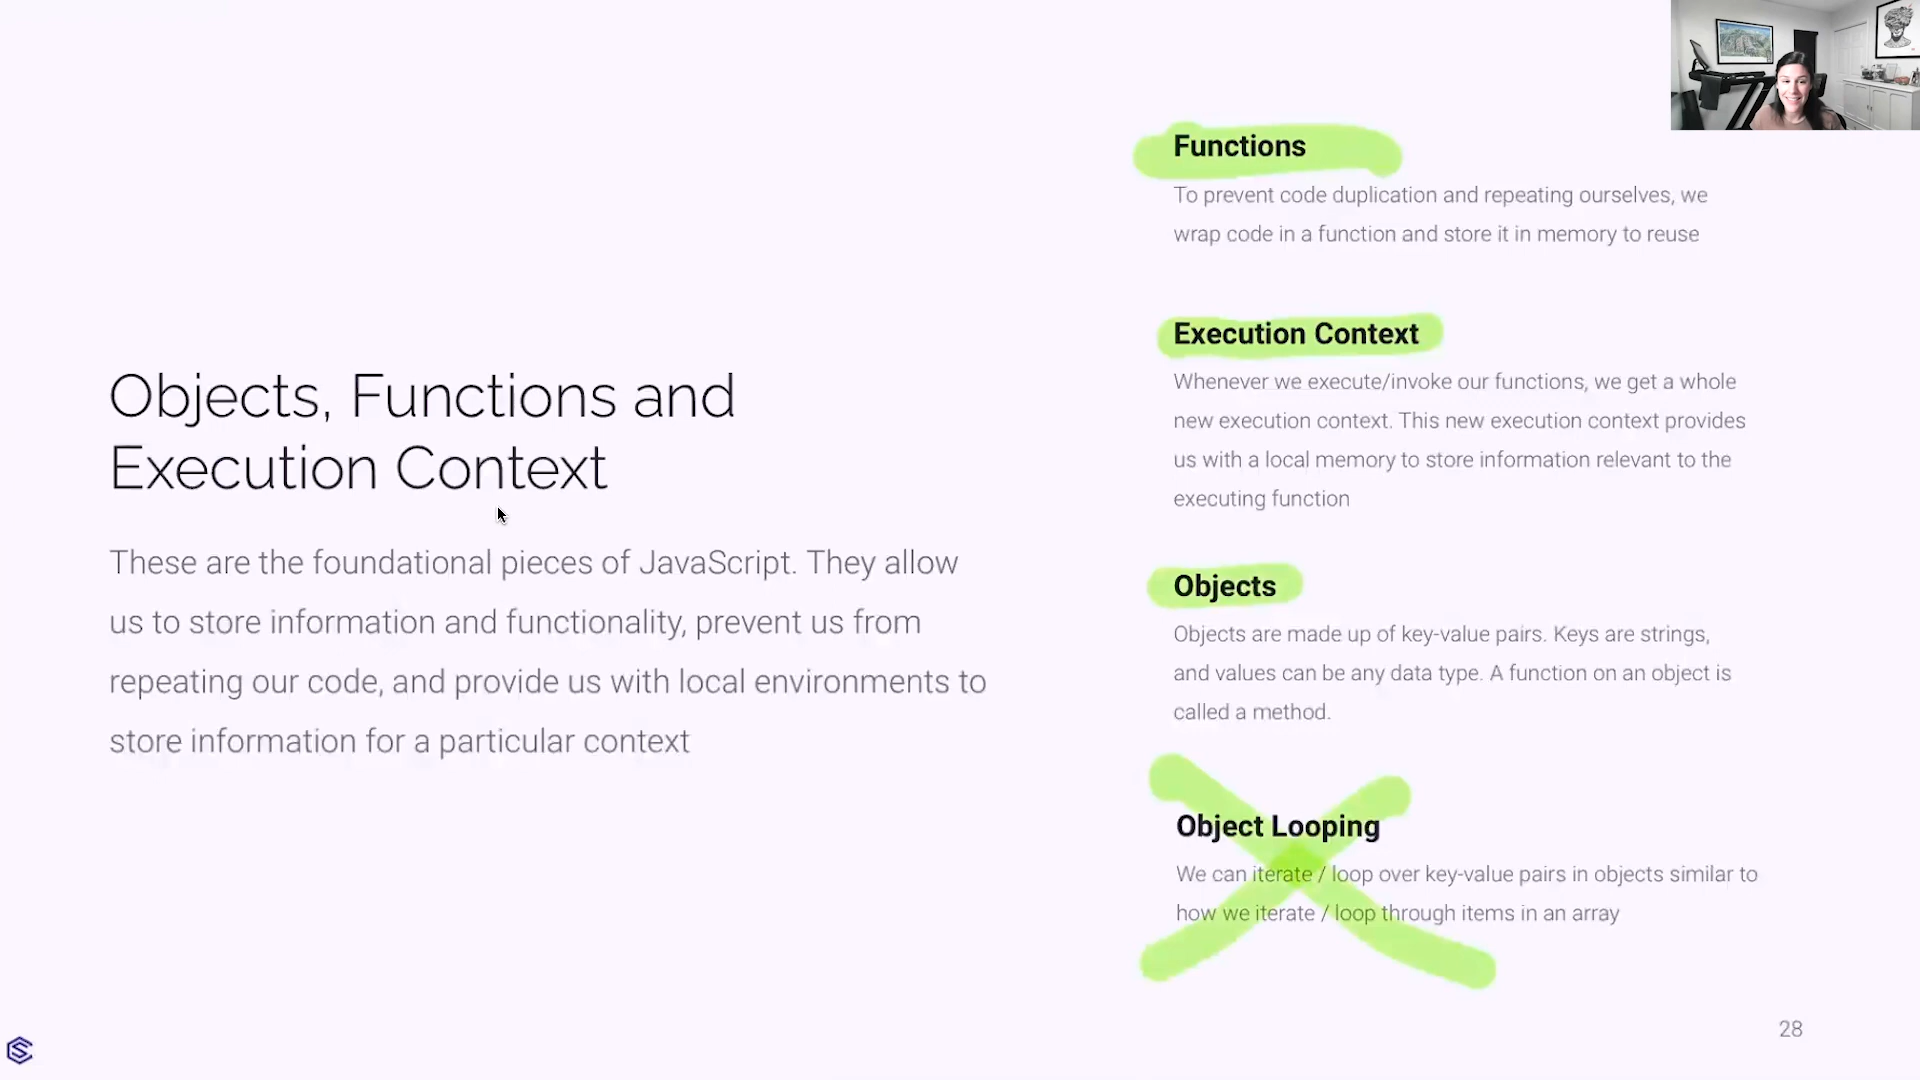 Objects, Functions and
Execution Context
These are the foundational pieces of JavaScript. They allow
us to store information and functionality, prevent us from
repeating our code, and provide us with local environments to
store information for a particular context
Functions
To prevent code duplication and repeating ourselves, we
wrap code in a function and store it in memory to reuse
Execution Context
Whenever we execute/invoke our functions, we get a whole
new execution context. This new execution context provides
us with a local memory to store information relevant to the
executing function
Objects
Objects are made up of key-value pairs. Keys are strings,
and values can be any data type. A function on an object is
called a method.
Object Looping
We can iterate / loop over key-value pairs in objects similar to
how we iterate / loop through items in an array
28